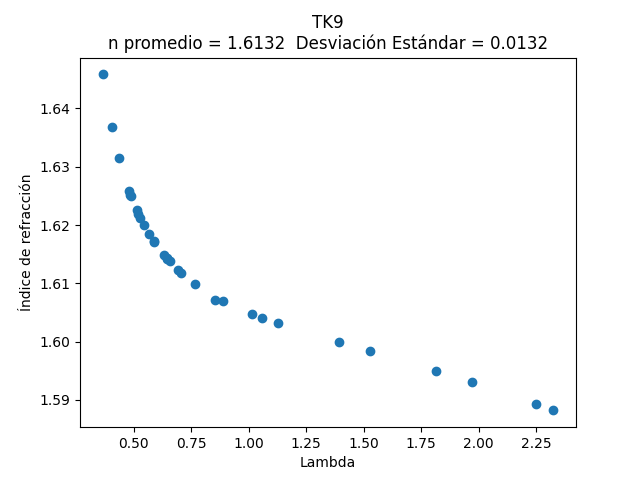 TK9
n promedio = 1.6132  Desviación Estándar = 0.0132
Índice de refracción
1.64
1.63
1.62
1.61
1.60
1.59
0.50 0.75 1.00 1.25 1.50 1.75 2.00 2.25
Lambda